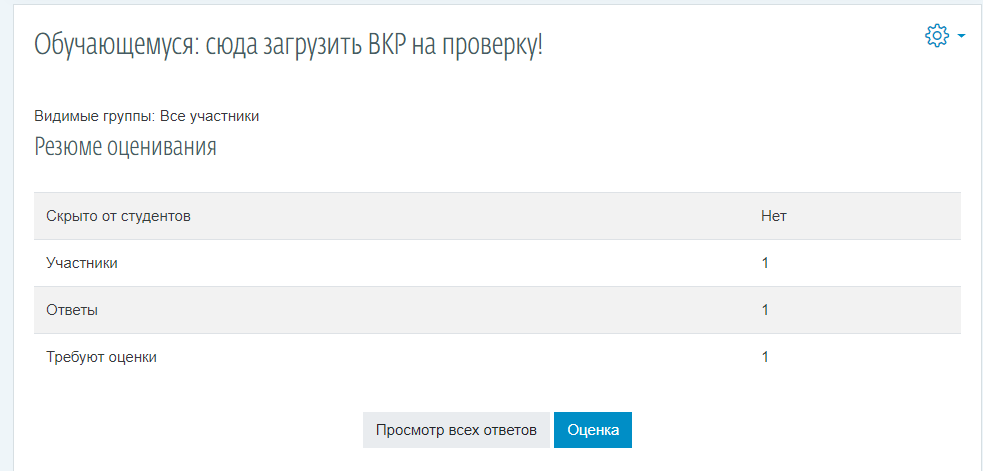 Обучающемуся: сюда загрузить ВКР на проверку!
Видимые группы: Все участники
Резюме оценивания
Скрыто от студентов Нет
Участники 1
Ответы 1
Требуют оценки 1
Просмотр всех ответов Оценка